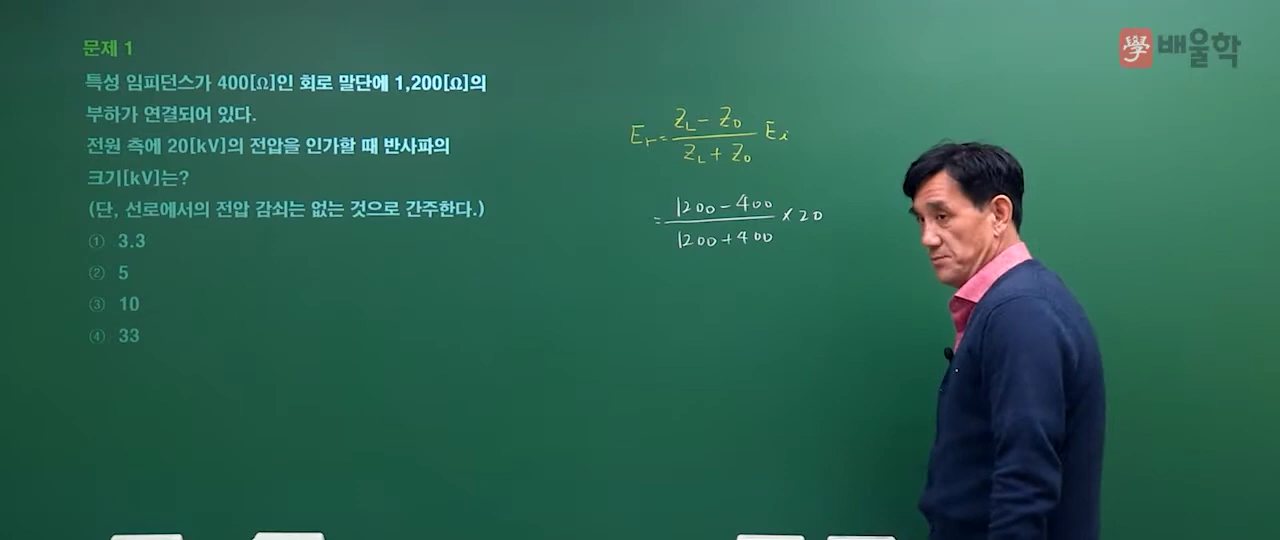 문제 1
특성 임피던스가 400[Ω]인 회로 말단에 1,200[Ω]의
부하가 연결되어 있다.
전원 측에 20[kV]의 전압을 인가할 때 반사파의
크기[kV]는?
(단, 선로에서의 전압 감쇠는 없는 것으로 간주한다.)
① 3.3
② 5
③ 10
④ 33
學 배울학
Er = (ZL - Z0) / (ZL + Z0) Ei
= (1200 - 400) / (1200 + 400) × 20